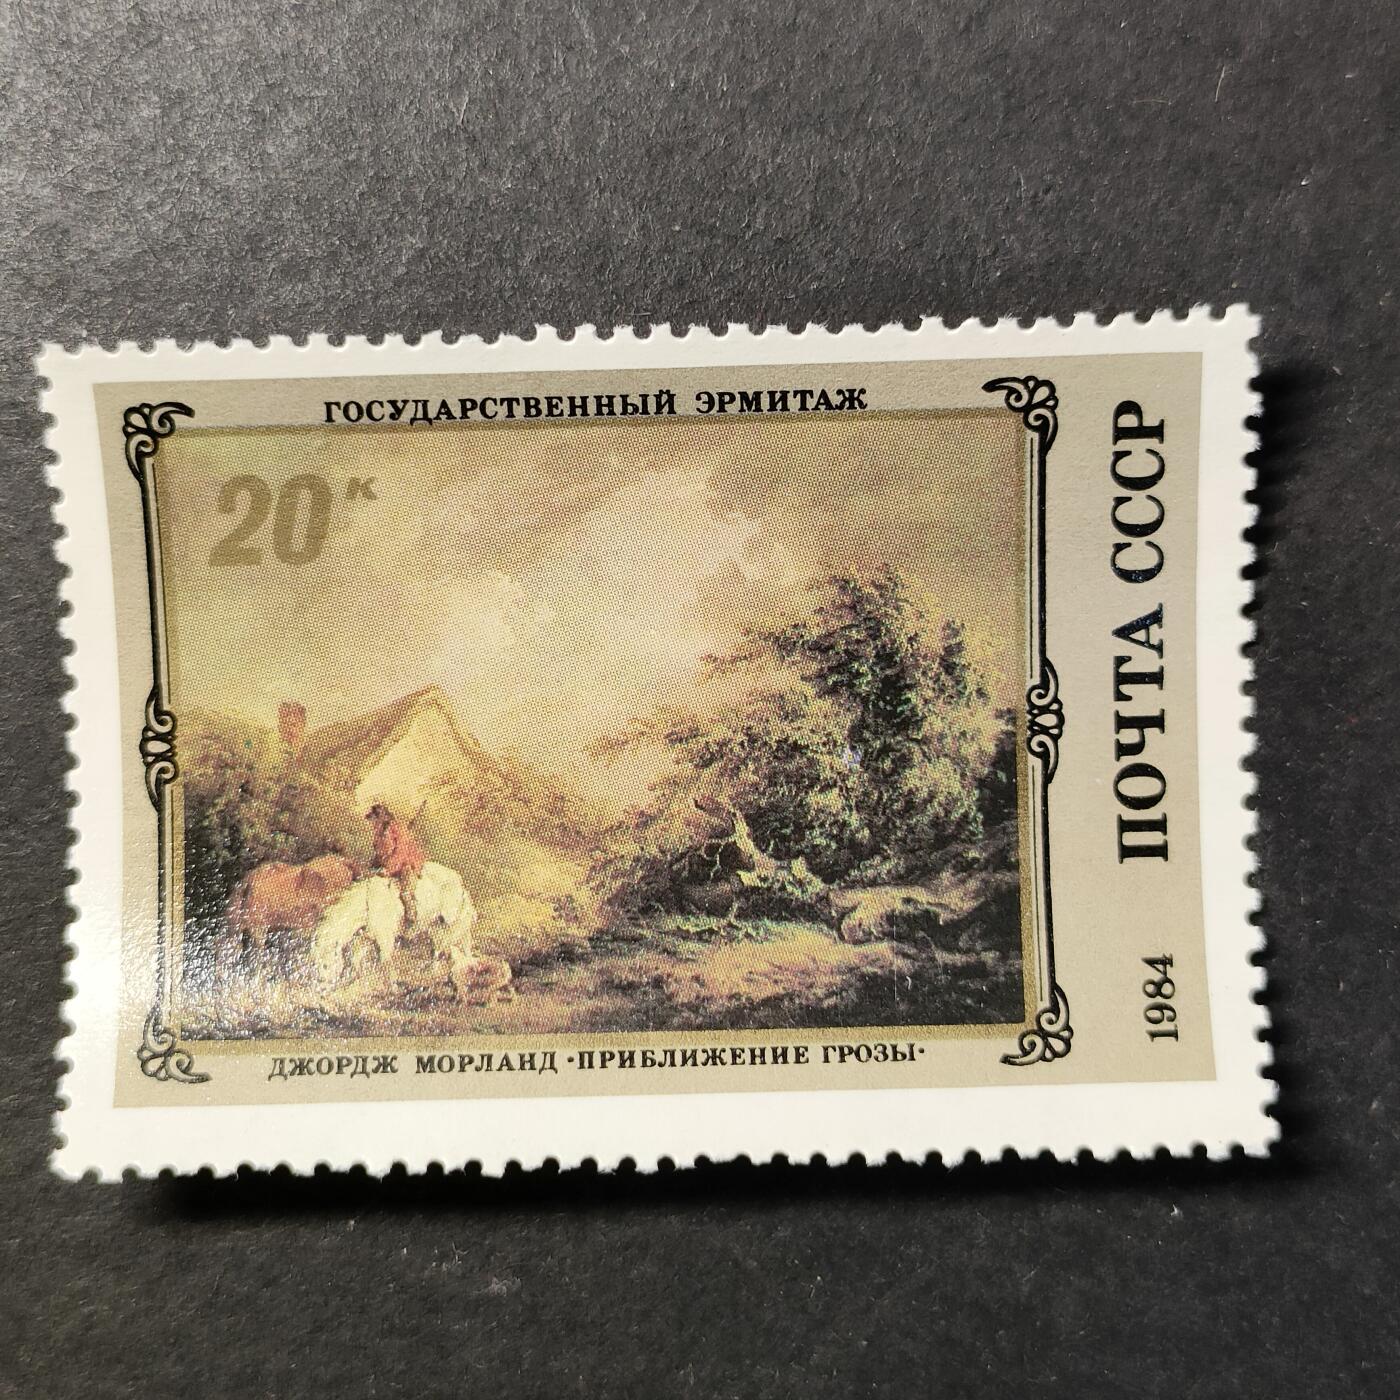 ГОСУДАРСТВЕННЫЙ ЭРМИТАЖ
20К
ДЖОРДЖ МОРЛАНД·ПРИБЛИЖЕНИЕ ГРОЗЫ·
ПОЧТА СССР
1984